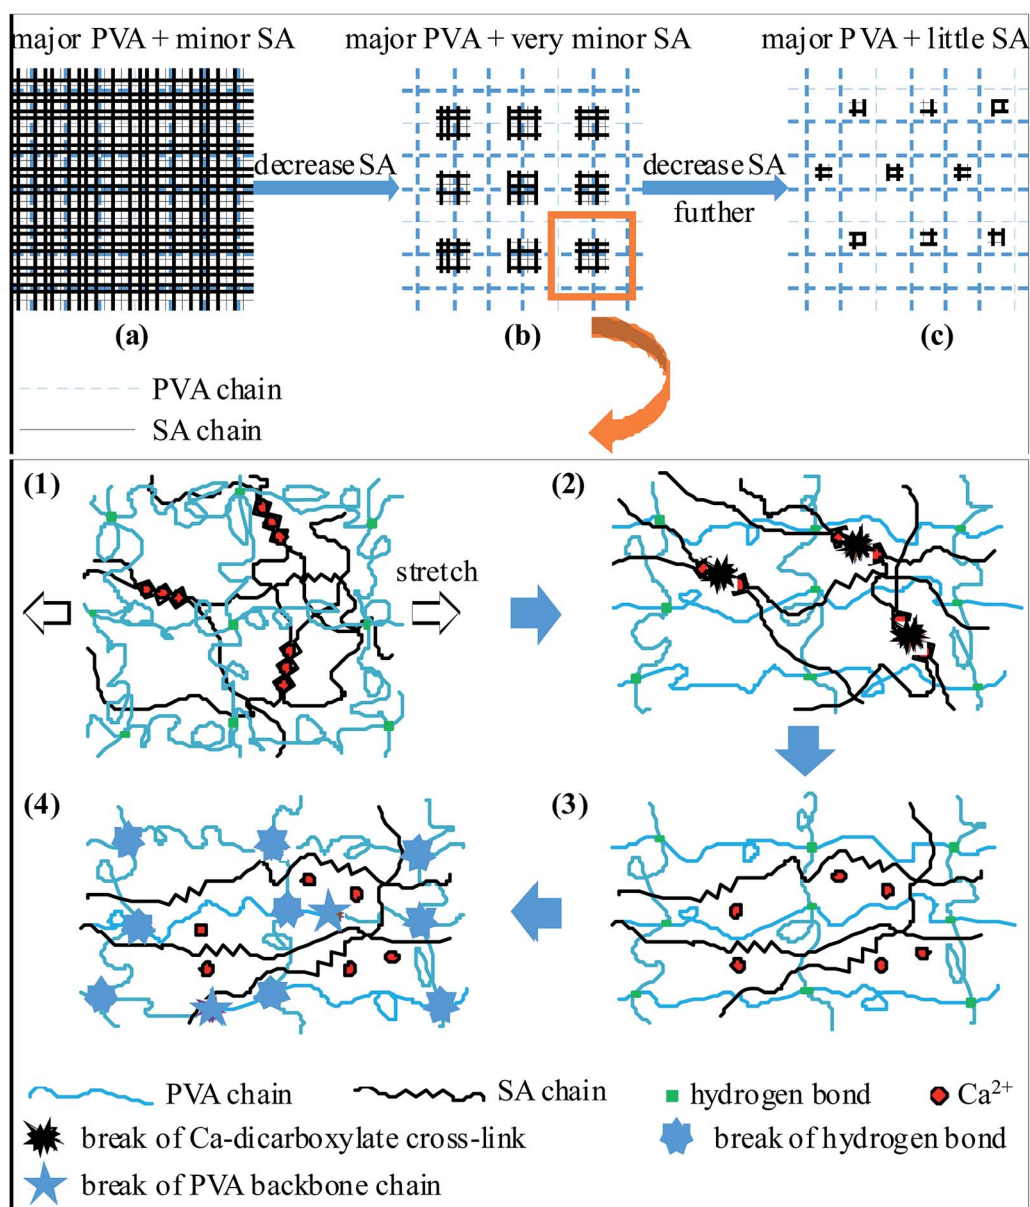 major PVA + minor SA
major PVA + very minor SA
major PVA + little SA
decrease SA
decrease SA
further
(a)
(b)
(c)
PVA chain
SA chain
(1)
(2)
stretch
(4)
(3)
PVA chain
SA chain
hydrogen bond
Ca²⁺
break of Ca-dicarboxylate cross-link
break of hydrogen bond
break of PVA backbone chain